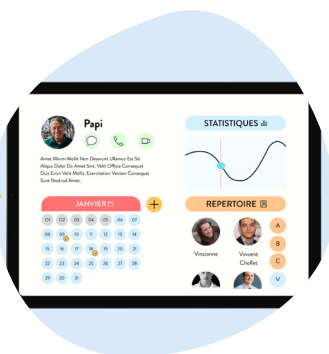 Papi
Amet Minim Mollit Non Deserunt Ullamco Est Sit
Aliqua Dolor Do Amet Sint. Velit Officia Consequat
Duis Enim Velit Mollit. Exercitation Veniam Consequat
Sunt Nostrud Amet.
STATISTIQUES
JANVIER
01 02 03 04 05 06 07
08 09 10 11 12 13 14
15 16 17 18 19 20 21
22 23 24 25 26 27 28
29 30 31
REPERTOIRE
Vincianne
Vincent
Chollet
A
B
C
V